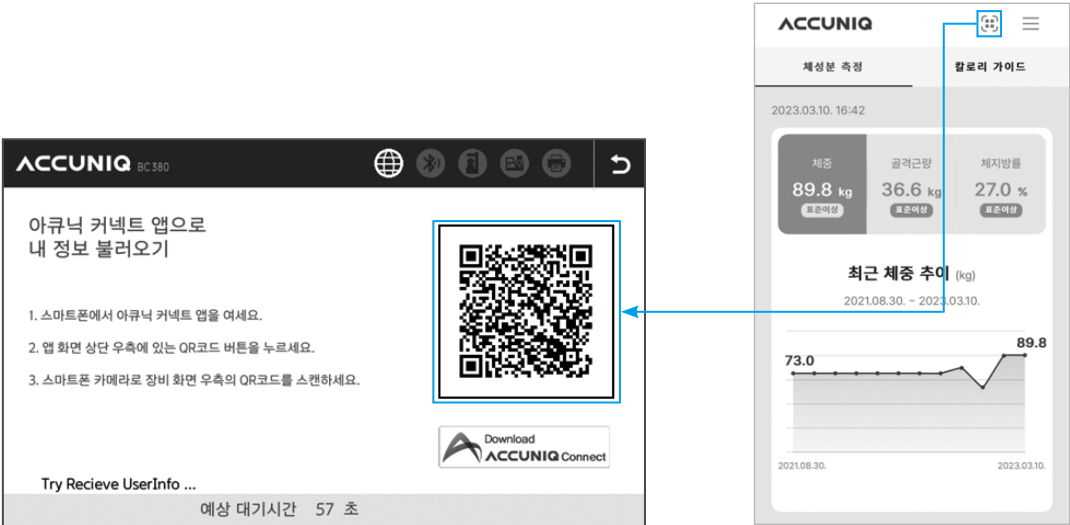 ACCUNIQ BC380
아큐닉 커넥트 앱으로
내 정보 불러오기
1. 스마트폰에서 아큐닉 커넥트 앱을 여세요.
2. 앱 화면 상단 우측에 있는 QR코드 버튼을 누르세요.
3. 스마트폰 카메라로 장비 화면 우측의 QR코드를 스캔하세요.
Download
ACCUNIQ Connect
Try Recieve UserInfo ...
예상 대기시간 57 초
ACCUNIQ
체성분 측정 칼로리 가이드
2023.03.10. 16:42
체중 골격근량 체지방률
89.8 kg 36.6 kg 27.0 %
표준이상 표준이상 표준이상
최근 체중 추이 (kg)
2021.08.30. ~ 2023.03.10.
89.8
73.0
2021.08.30. 2023.03.10.